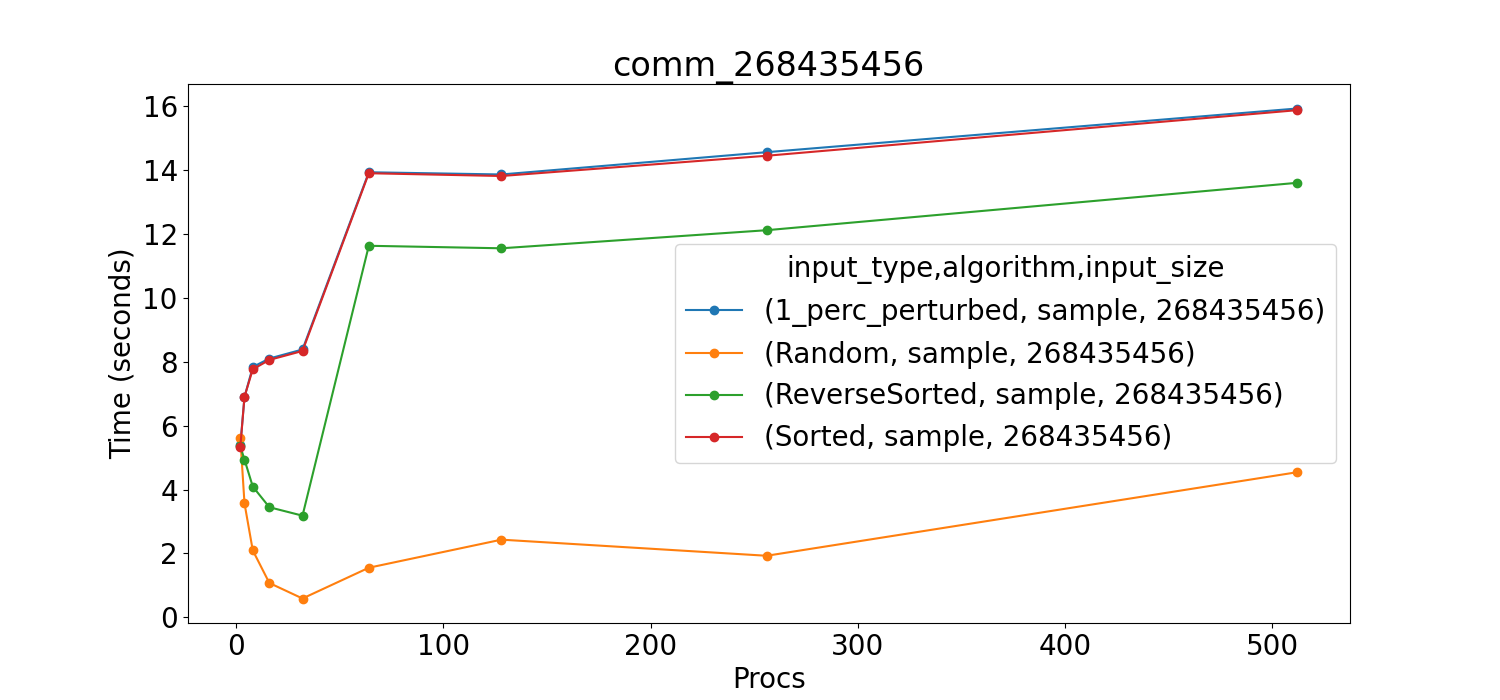 comm_268435456
Time (seconds)
16
14
12
10
8
6
4
2
0
input_type,algorithm,input_size
(1_perc_perturbed, sample, 268435456)
(Random, sample, 268435456)
(ReverseSorted, sample, 268435456)
(Sorted, sample, 268435456)
0 100 200 300 400 500
Procs